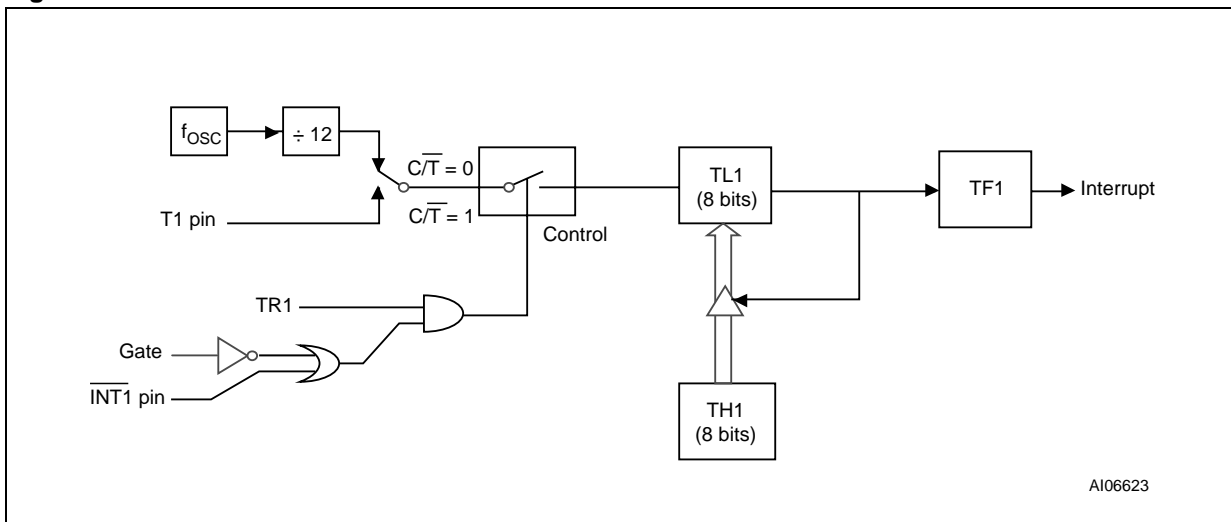 fOSC
÷ 12
C/T̅ = 0
T1 pin
C/T̅ = 1
Control
TL1
(8 bits)
TF1
Interrupt
TR1
Gate
I̅N̅T̅1̅ pin
TH1
(8 bits)
AI06623